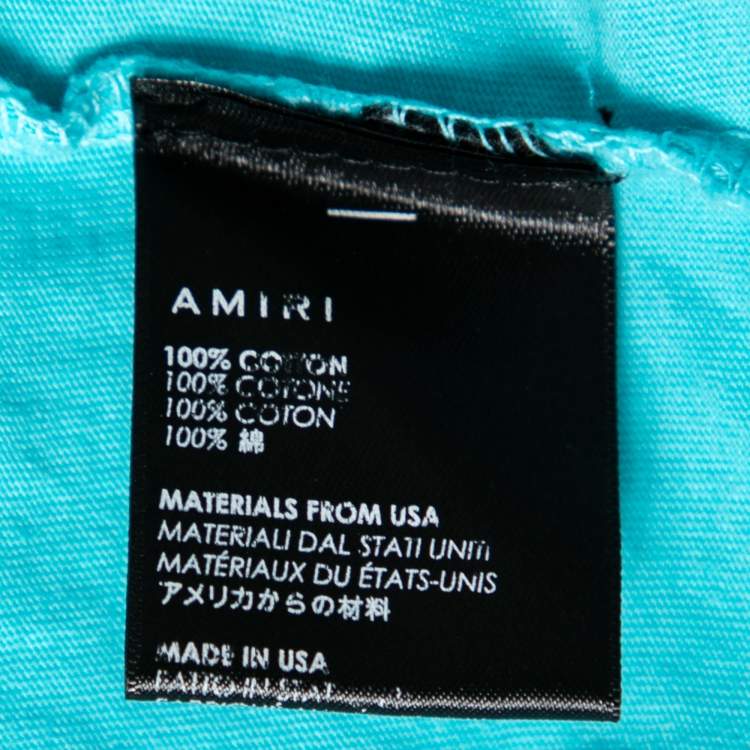 AMIRI
100% COTTON
100% COTONE
100% COTON
100% 綿
MATERIALS FROM USA
MATERIALI DAL STATI UNITI
MATÉRIAUX DU ÉTATS-UNIS
アメリカからの材料
MADE IN USA